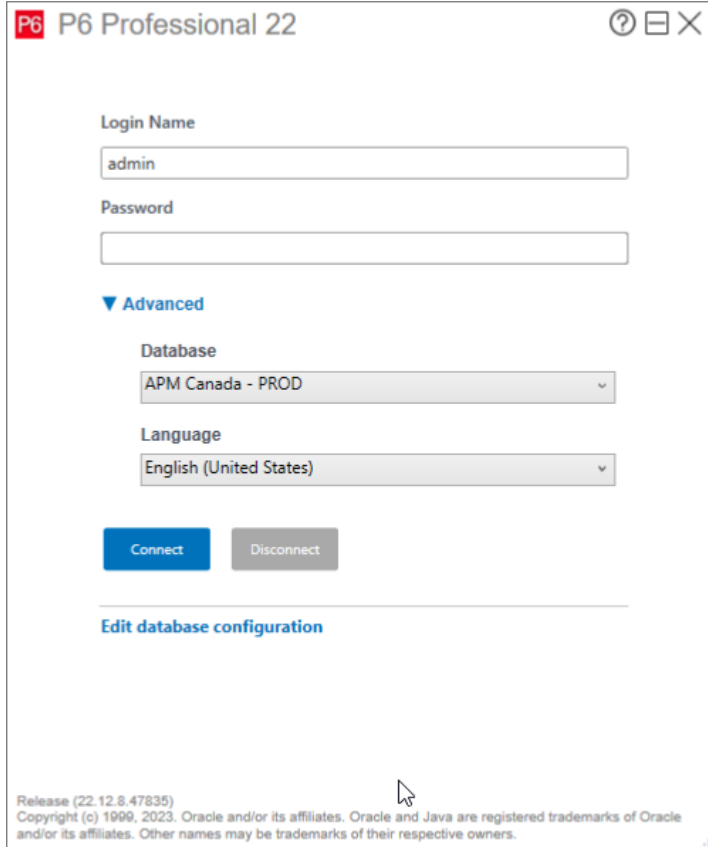 P6 P6 Professional 22
Login Name
admin
Password
Advanced
Database
APM Canada - PROD
Language
English (United States)
Connect Disconnect
Edit database configuration
Release (22.12.8.47835)
Copyright (c) 1999, 2023. Oracle and/or its affiliates. Oracle and Java are registered trademarks of Oracle
and/or its affiliates. Other names may be trademarks of their respective owners.